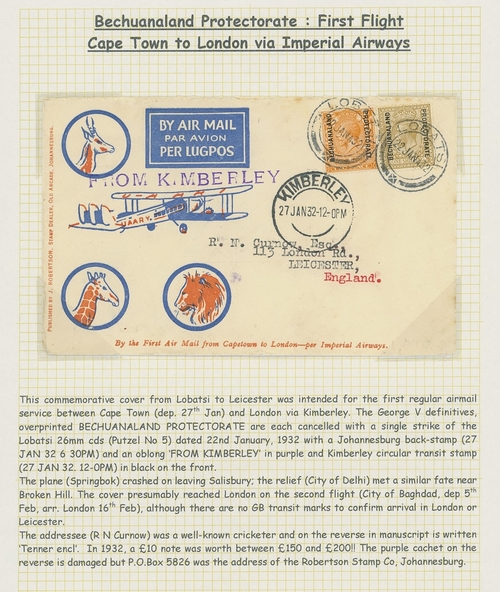 Bechuanaland Protectorate : First Flight
Cape Town to London via Imperial Airways
PUBLISHED BY J. ROBERTSON, STAMP DEALER, OLD ARCADE, JOHANNESBURG.
BY AIR MAIL
PAR AVION
PER LUGPOS
FROM KIMBERLEY
BECHUANALAND
PROTECTORATE
BECHUANALAND
PROTECTORATE
KIMBERLEY
27 JAN 32-12-0PM
R. N. Curnow, Esq.,
113 London Rd.,
LEICESTER,
England.
By the First Air Mail from Capetown to London—per Imperial Airways.
This commemorative cover from Lobatsi to Leicester was intended for the first regular airmail
service between Cape Town (dep. 27th Jan) and London via Kimberley. The George V definitives,
overprinted BECHUANALAND PROTECTORATE are each cancelled with a single strike of the
Lobatsi 26mm cds (Putzel No 5) dated 22nd January, 1932 with a Johannesburg back-stamp (27
JAN 32 6 30PM) and an oblong 'FROM KIMBERLEY' in purple and Kimberley circular transit stamp
(27 JAN 32. 12-0PM) in black on the front.
The plane (Springbok) crashed on leaving Salisbury; the relief (City of Delhi) met a similar fate near
Broken Hill. The cover presumably reached London on the second flight (City of Baghdad, dep 5th
Feb, arr. London 16th Feb), although there are no GB transit marks to confirm arrival in London or
Leicester.
The addressee (R N Curnow) was a well-known cricketer and on the reverse in manuscript is written
'Tenner encl'. In 1932, a £10 note was worth between £150 and £200!! The purple cachet on the
reverse is damaged but P.O.Box 5826 was the address of the Robertson Stamp Co, Johannesburg.